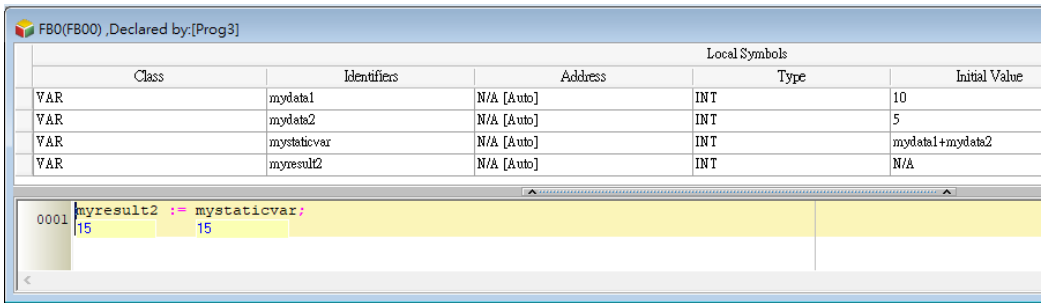 FB0(FB00) ,Declared by:[Prog3]
Local Symbols
Class Identifiers Address Type Initial Value
VAR mydata1 N/A [Auto] INT 10
VAR mydata2 N/A [Auto] INT 5
VAR mystaticvar N/A [Auto] INT mydata1+mydata2
VAR myresult2 N/A [Auto] INT N/A
0001 myresult2 := mystaticvar;
15 15